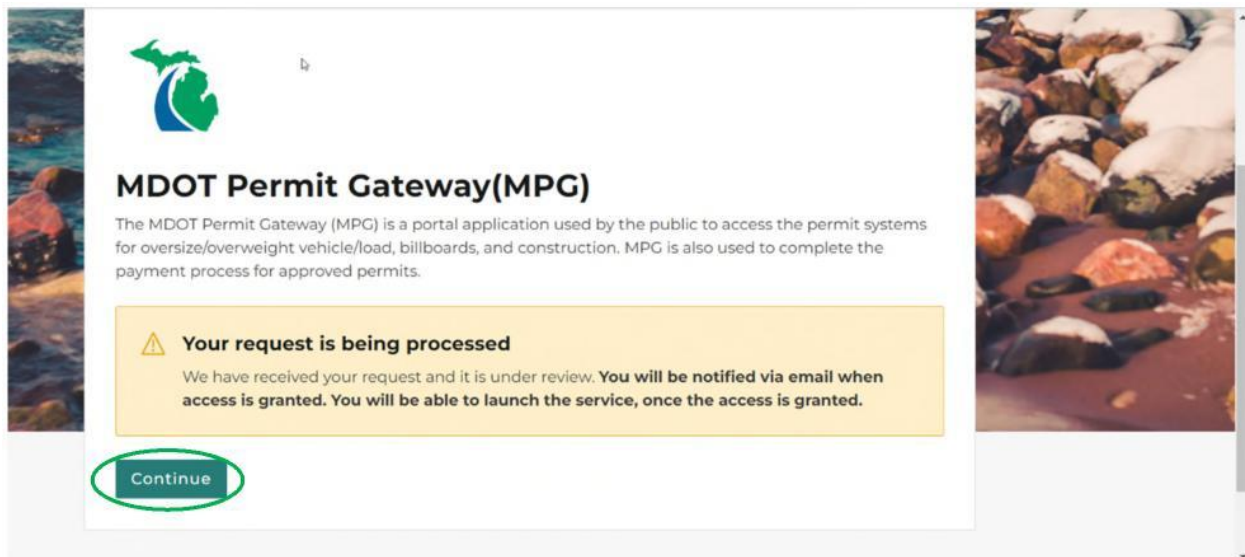 MDOT Permit Gateway(MPG)
The MDOT Permit Gateway (MPG) is a portal application used by the public to access the permit systems
for oversize/overweight vehicle/load, billboards, and construction. MPG is also used to complete the
payment process for approved permits.
Your request is being processed
We have received your request and it is under review. You will be notified via email when
access is granted. You will be able to launch the service, once the access is granted.
Continue